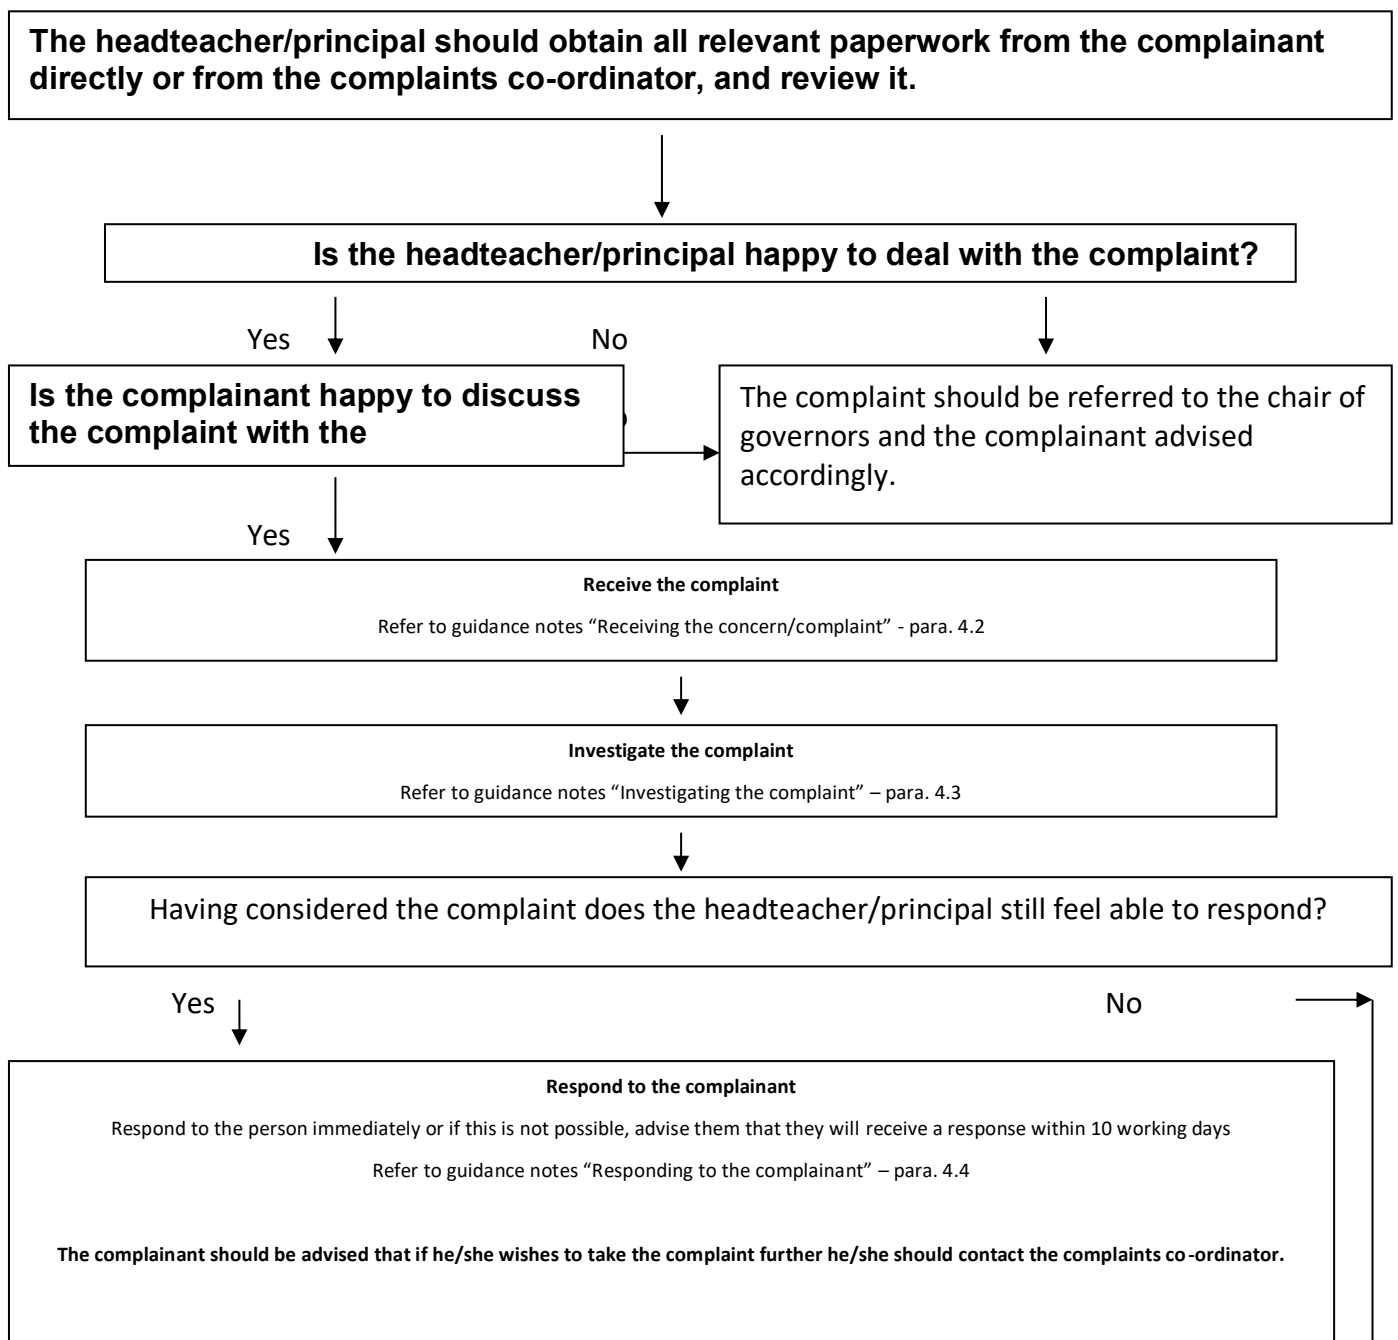 The headteacher/principal should obtain all relevant paperwork from the complainant
directly or from the complaints co-ordinator, and review it.
Is the headteacher/principal happy to deal with the complaint?
Yes
No
Is the complainant happy to discuss
the complaint with the
The complaint should be referred to the chair of
governors and the complainant advised
accordingly.
Yes
Receive the complaint
Refer to guidance notes “Receiving the concern/complaint” - para. 4.2
Investigate the complaint
Refer to guidance notes “Investigating the complaint” – para. 4.3
Having considered the complaint does the headteacher/principal still feel able to respond?
Yes
No
Respond to the complainant
Respond to the person immediately or if this is not possible, advise them that they will receive a response within 10 working days
Refer to guidance notes “Responding to the complainant” – para. 4.4
The complainant should be advised that if he/she wishes to take the complaint further he/she should contact the complaints co-ordinator.